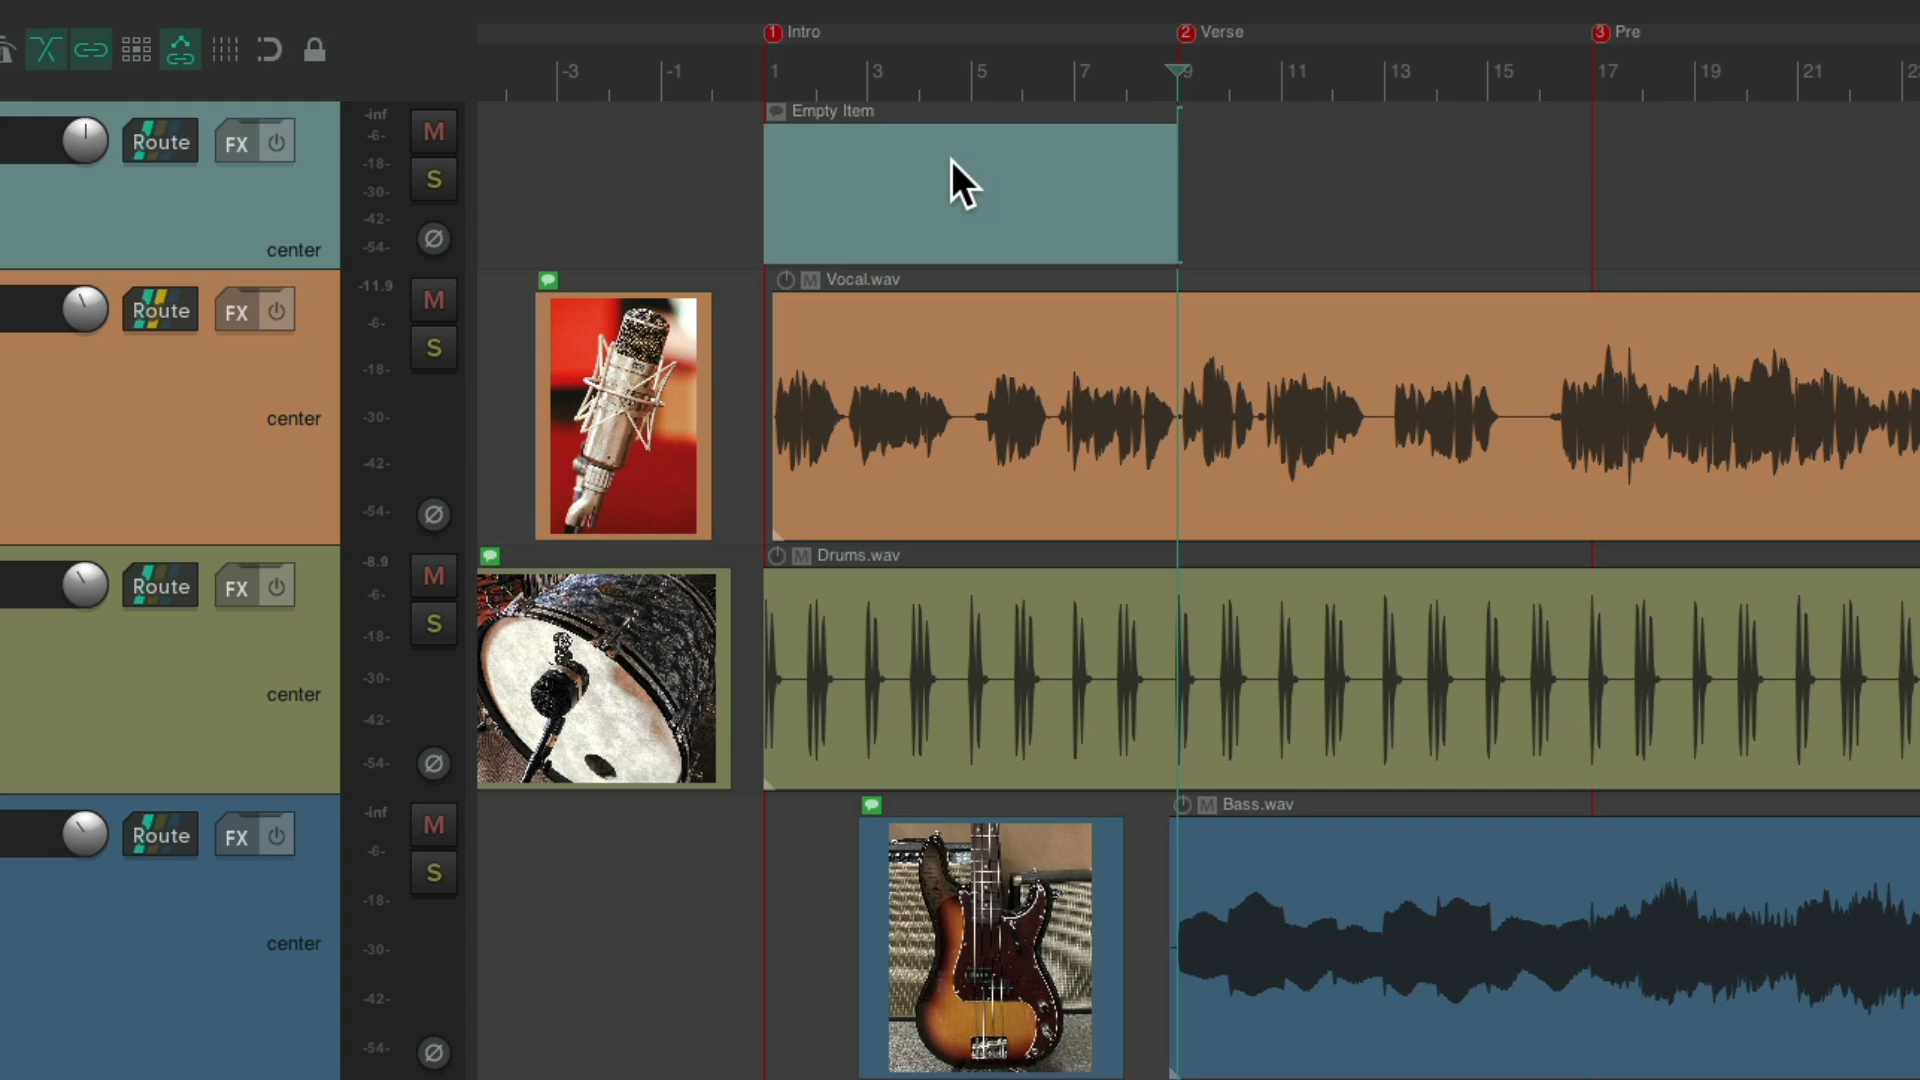 1 Intro
2 Verse
3 Pre
-3 -1 1 3 5 7 9 11 13 15 17 19 21 23
Route FX
-inf
-6-
-18-
-30-
-42-
-54-
M
S
center
Empty Item
Route FX
-11.9
-6-
-18-
-30-
-42-
-54-
M
S
center
M Vocal.wav
Route FX
-8.9
-6-
-18-
-30-
-42-
-54-
M
S
center
M Drums.wav
Route FX
-inf
-6-
-18-
-30-
-42-
-54-
M
S
center
M Bass.wav